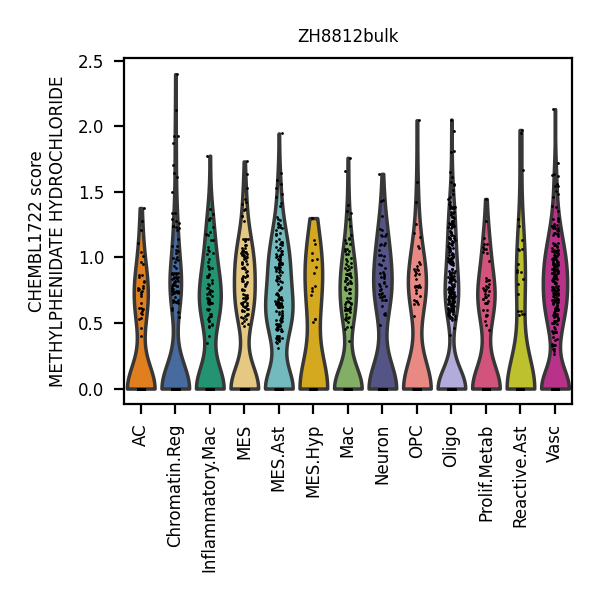 ZH8812bulk
CHEMBL1722 score
METHYLPHENIDATE HYDROCHLORIDE
2.5
2.0
1.5
1.0
0.5
0.0
AC
Chromatin.Reg
Inflammatory.Mac
MES
MES.Ast
MES.Hyp
Mac
Neuron
OPC
Oligo
Prolif.Metab
Reactive.Ast
Vasc